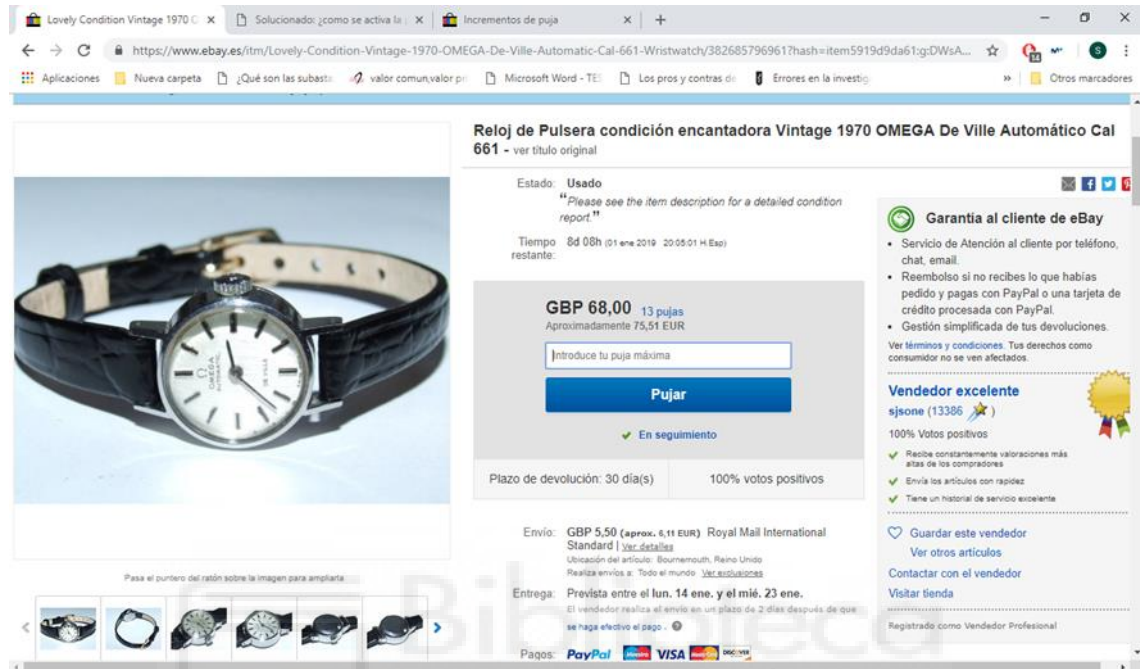 Lovely Condition Vintage 1970 O
Solucionado: ¿como se activa la
Incrementos de puja
https://www.ebay.es/itm/Lovely-Condition-Vintage-1970-OMEGA-De-Ville-Automatic-Cal-661-Wristwatch/382685796961?hash=item5919d9da61:g:DWsA...
14
S
Aplicaciones
Nueva carpeta
¿Qué son las subasta
valor comun,valor pri
Microsoft Word - TES
Los pros y contras de
Errores en la investig
Otros marcadores
Reloj de Pulsera condición encantadora Vintage 1970 OMEGA De Ville Automático Cal
661 - ver título original
Estado: Usado
“Please see the item description for a detailed condition
report.”
Tiempo restante: 8d 08h (01 ene 2019 20:05:01 H.Esp)
GBP 68,00 13 pujas
Aproximadamente 75,51 EUR
Introduce tu puja máxima
Pujar
En seguimiento
Plazo de devolución: 30 día(s)
100% votos positivos
Envío: GBP 5,50 (aprox. 6,11 EUR) Royal Mail International
Standard | Ver detalles
Ubicación del artículo: Bournemouth, Reino Unido
Realiza envíos a: Todo el mundo Ver exclusiones
Entrega: Prevista entre el lun. 14 ene. y el mié. 23 ene.
El vendedor realiza el envío en un plazo de 2 días después de que
se haga efectivo el pago.
Pagos: PayPal Maestro VISA DISCOVER
Garantía al cliente de eBay
Servicio de Atención al cliente por teléfono,
chat, email.
Reembolso si no recibes lo que habías
pedido y pagas con PayPal o una tarjeta de
crédito procesada con PayPal.
Gestión simplificada de tus devoluciones.
Ver términos y condiciones. Tus derechos como
consumidor no se ven afectados.
Vendedor excelente
sjsone (13386)
100% Votos positivos
Recibe constantemente valoraciones más
altas de los compradores
Envía los artículos con rapidez
Tiene un historial de servicio excelente
Guardar este vendedor
Ver otros artículos
Contactar con el vendedor
Visitar tienda
Registrado como Vendedor Profesional
OMEGA
AUTOMATIC
DE VILLE
Pasa el puntero del ratón sobre la imagen para ampliarla
Biblioteca